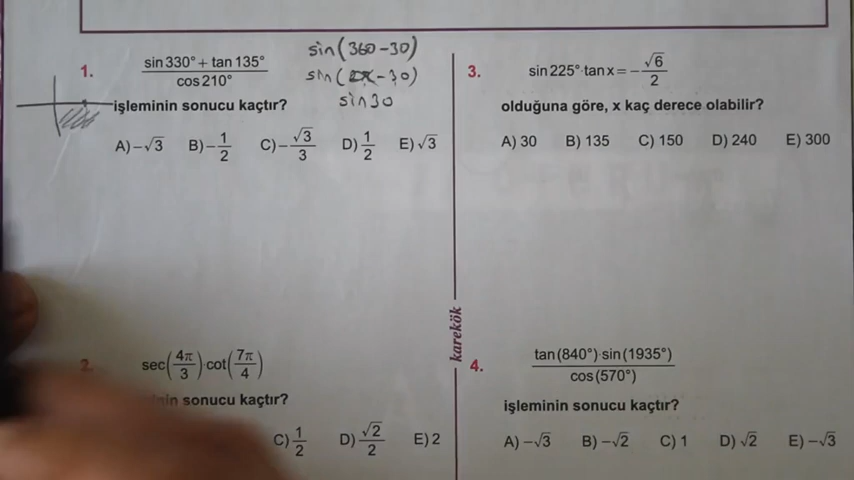 1. (sin 330° + tan 135°) / cos 210°
işleminin sonucu kaçtır?
A) -√3 B) -1/2 C) -√3/3 D) 1/2 E) √3
sin(360-30)
sin(2π-30)
sin30
2. sec(4π/3)·cot(7π/4)
sonucu kaçtır?
C) 1/2 D) √2/2 E) 2
karekök
3. sin 225°·tan x = -√6/2
olduğuna göre, x kaç derece olabilir?
A) 30 B) 135 C) 150 D) 240 E) 300
4. tan(840°)·sin(1935°) / cos(570°)
işleminin sonucu kaçtır?
A) -√3 B) -√2 C) 1 D) √2 E) -√3